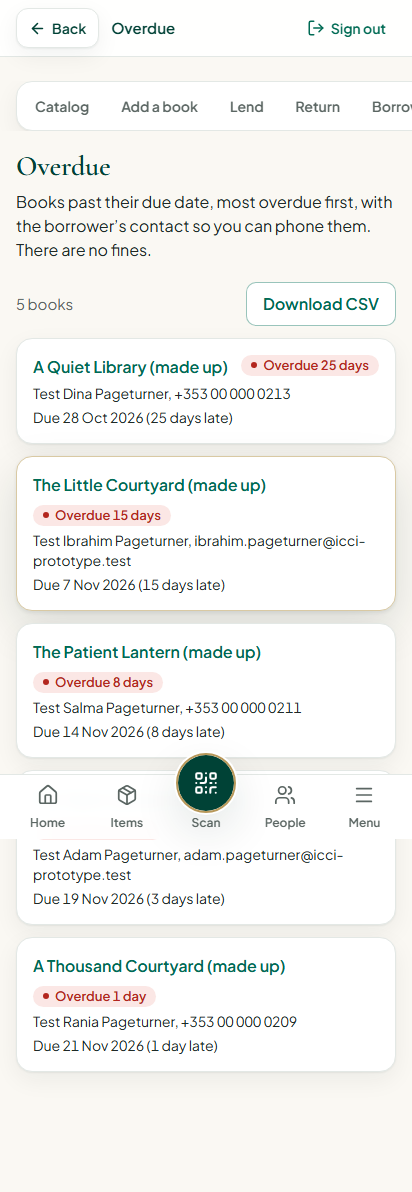 Back
Overdue
Sign out
Catalog
Add a book
Lend
Return
Borrow
Overdue
Books past their due date, most overdue first, with
the borrower's contact so you can phone them.
There are no fines.
5 books
Download CSV
A Quiet Library (made up)
Overdue 25 days
Test Dina Pageturner, +353 00 000 0213
Due 28 Oct 2026 (25 days late)
The Little Courtyard (made up)
Overdue 15 days
Test Ibrahim Pageturner, ibrahim.pageturner@icci-
prototype.test
Due 7 Nov 2026 (15 days late)
The Patient Lantern (made up)
Overdue 8 days
Test Salma Pageturner, +353 00 000 0211
Due 14 Nov 2026 (8 days late)
Home
Items
Scan
People
Menu
Test Adam Pageturner, adam.pageturner@icci-
prototype.test
Due 19 Nov 2026 (3 days late)
A Thousand Courtyard (made up)
Overdue 1 day
Test Rania Pageturner, +353 00 000 0209
Due 21 Nov 2026 (1 day late)